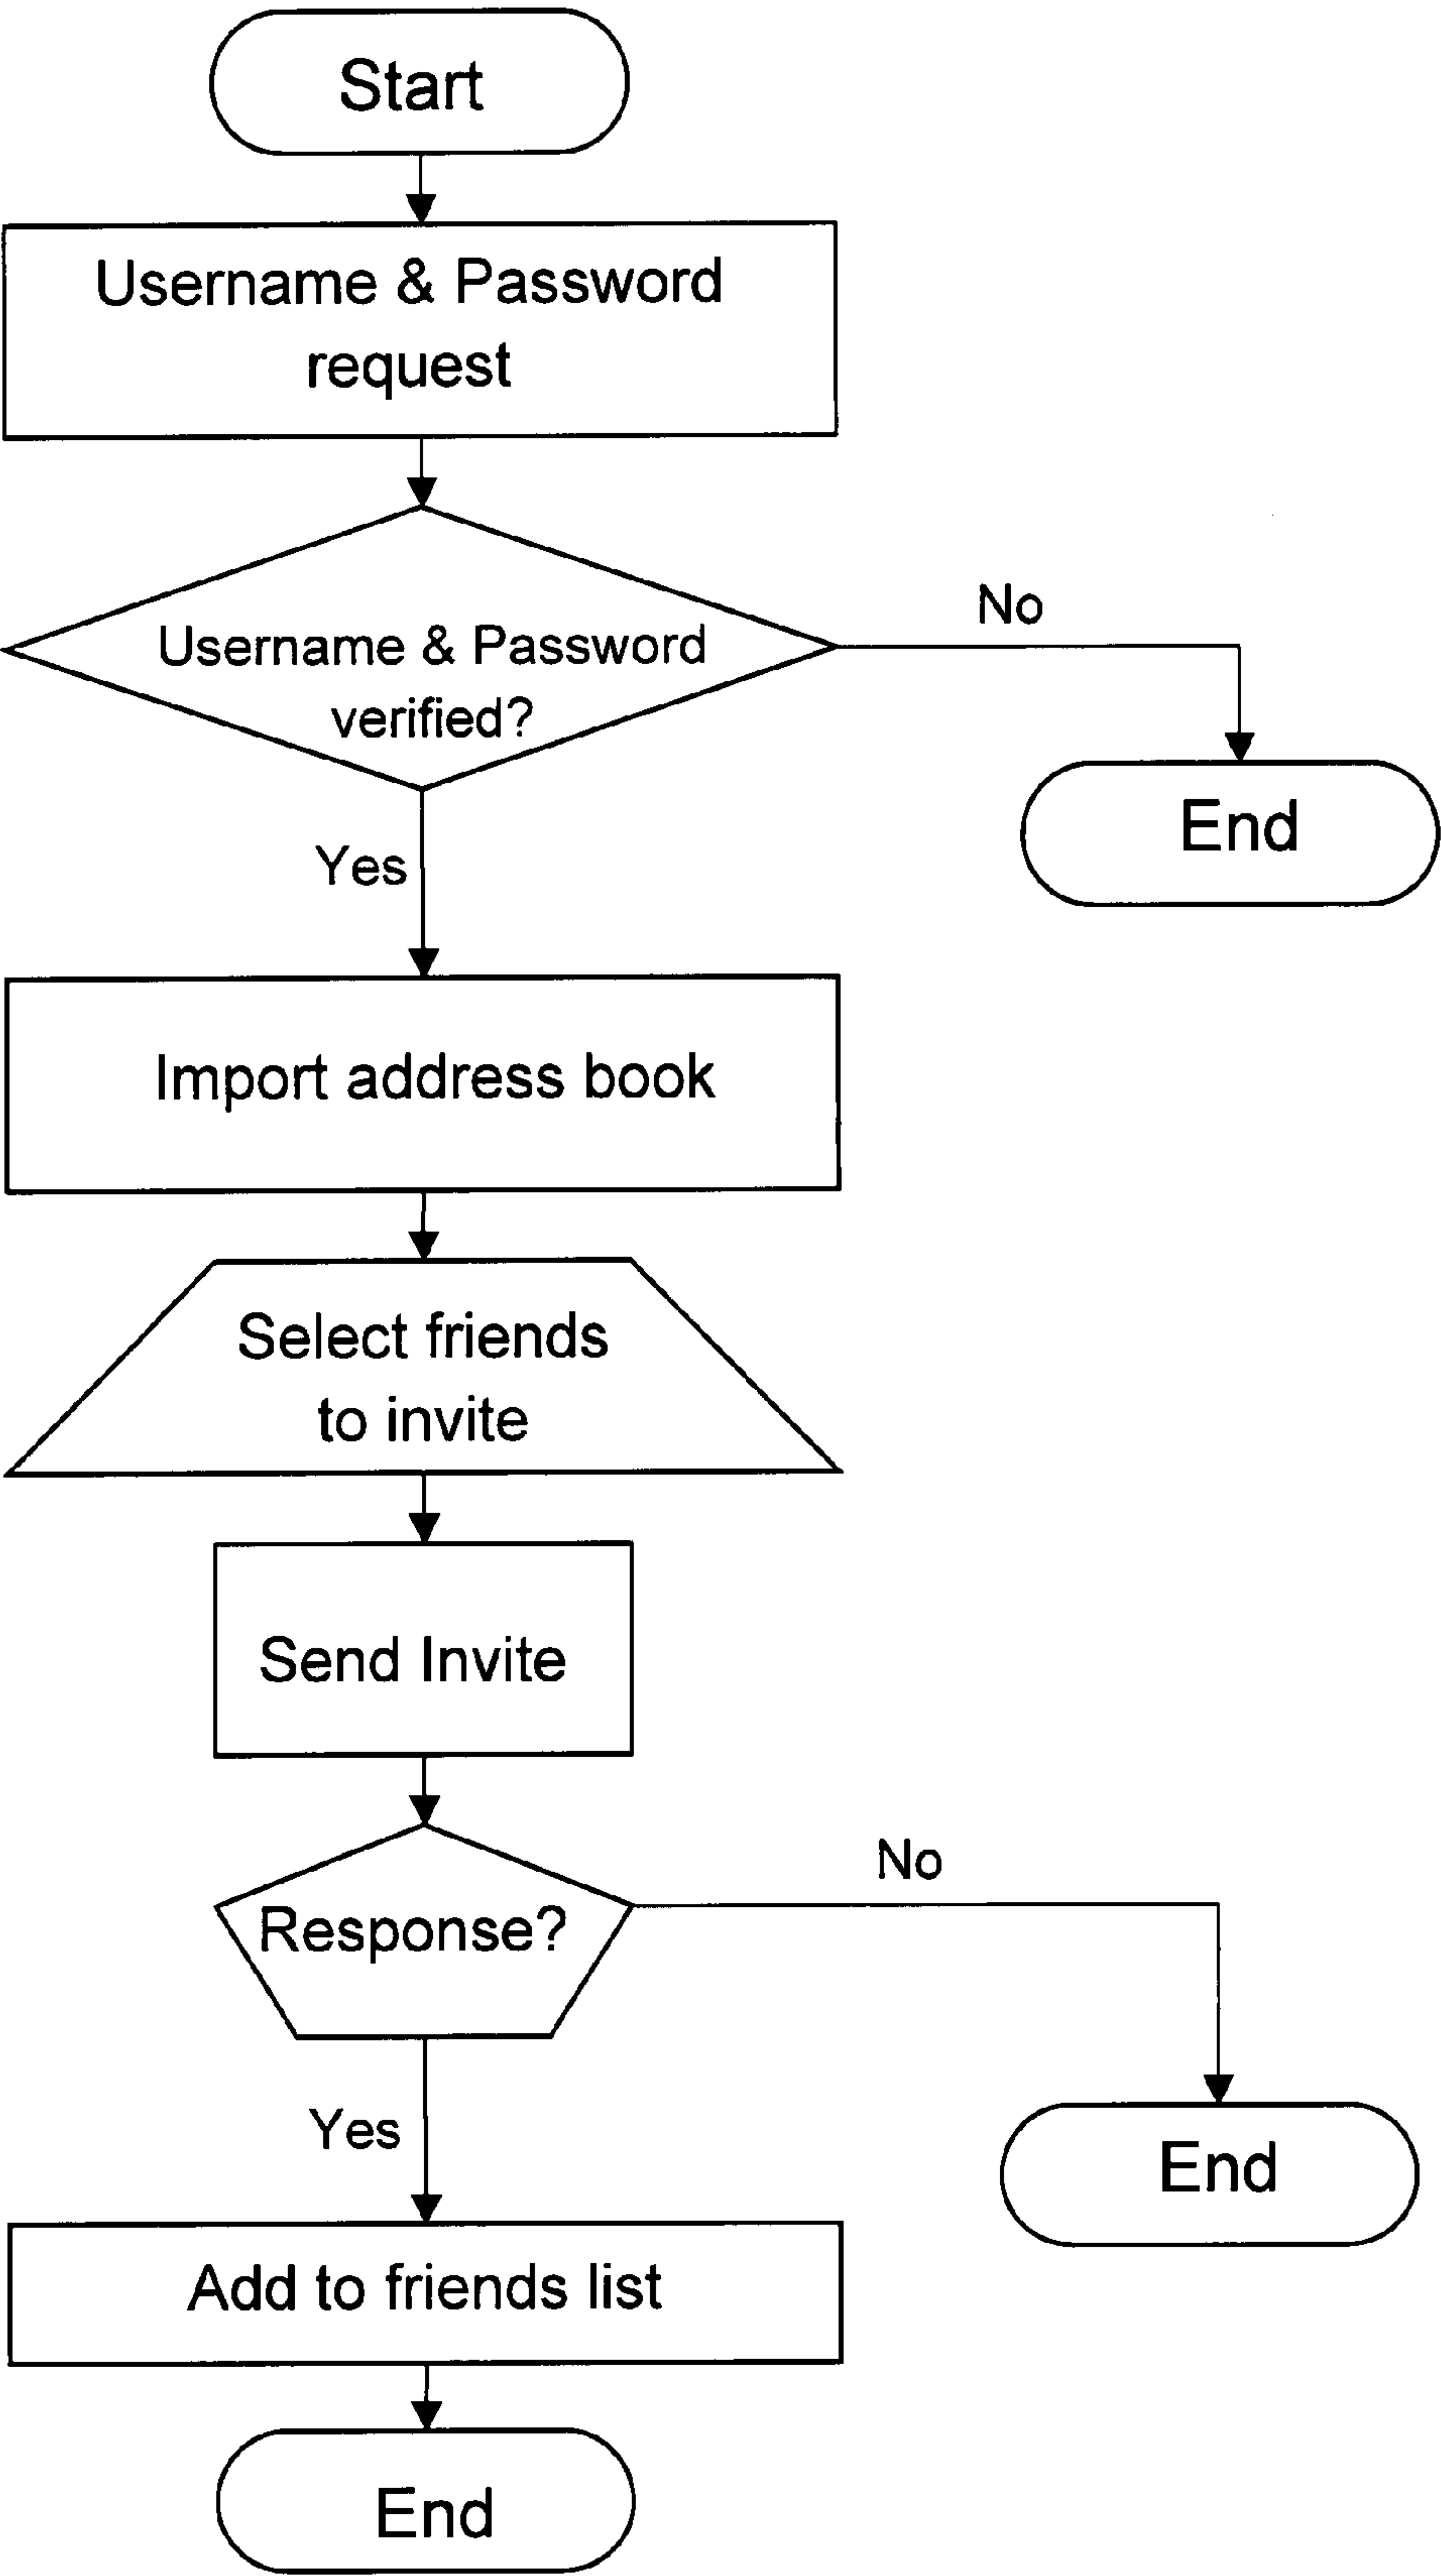 Start
Username & Password
request
Username & Password
verified?
No
End
Yes
Import address book
Select friends
to invite
Send Invite
Response?
No
End
Yes
Add to friends list
End